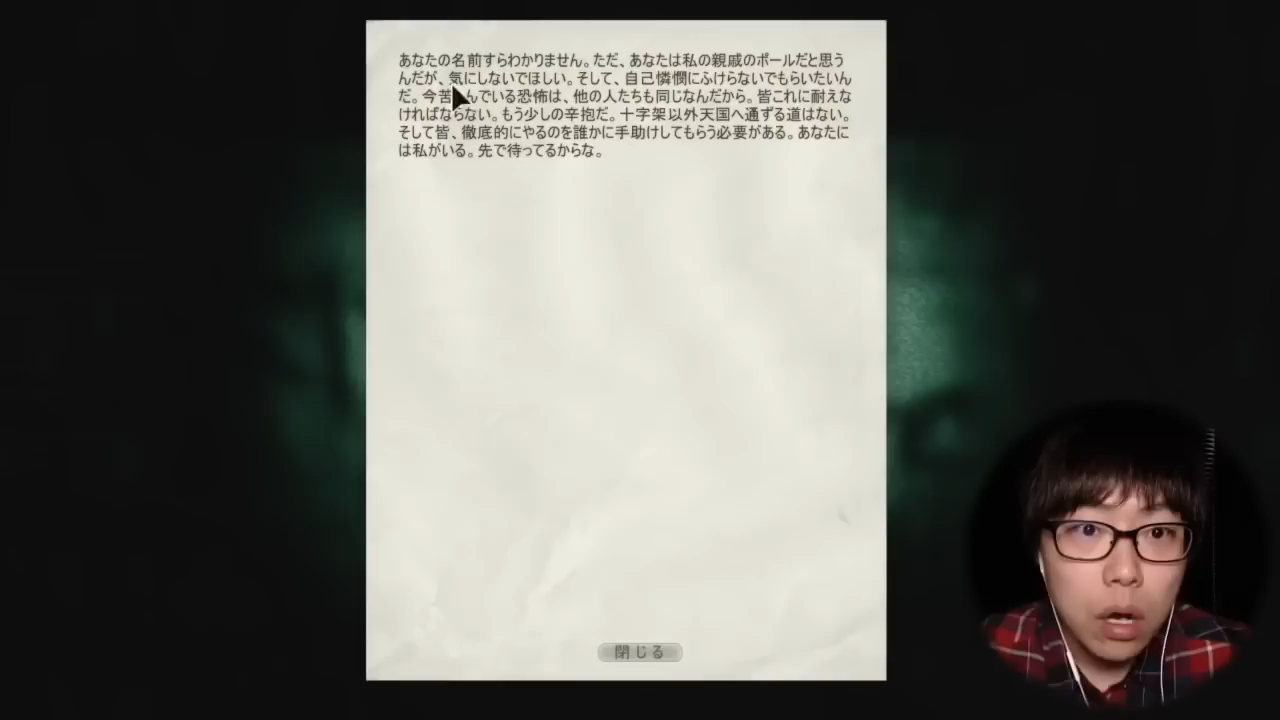 あなたの名前すらわかりません。ただ、あなたは私の親戚のポールだと思う
んだが、気にしないでほしい。そして、自己憐憫にふけらないでもらいたいん
だ。今苦んでいる恐怖は、他の人たちも同じなんだから。皆これに耐えな
ければならない。もう少しの辛抱だ。十字架以外天国へ通ずる道はない。
そして皆、徹底的にやるのを誰かに手助けしてもらう必要がある。あなたに
は私がいる。先で待ってるからな。
閉じる